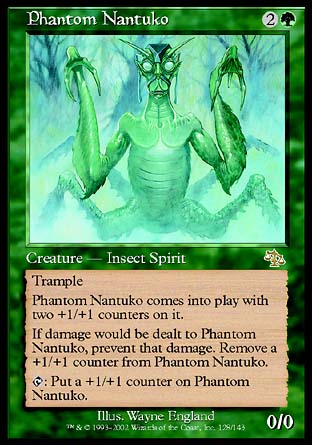 Phantom Nantuko 2
Creature — Insect Spirit
Trample
Phantom Nantuko comes into play with
two +1/+1 counters on it.
If damage would be dealt to Phantom
Nantuko, prevent that damage. Remove a
+1/+1 counter from Phantom Nantuko.
: Put a +1/+1 counter on Phantom
Nantuko.
Illus. Wayne England
™ & © 1993–2002 Wizards of the Coast, Inc. 128/143
0/0